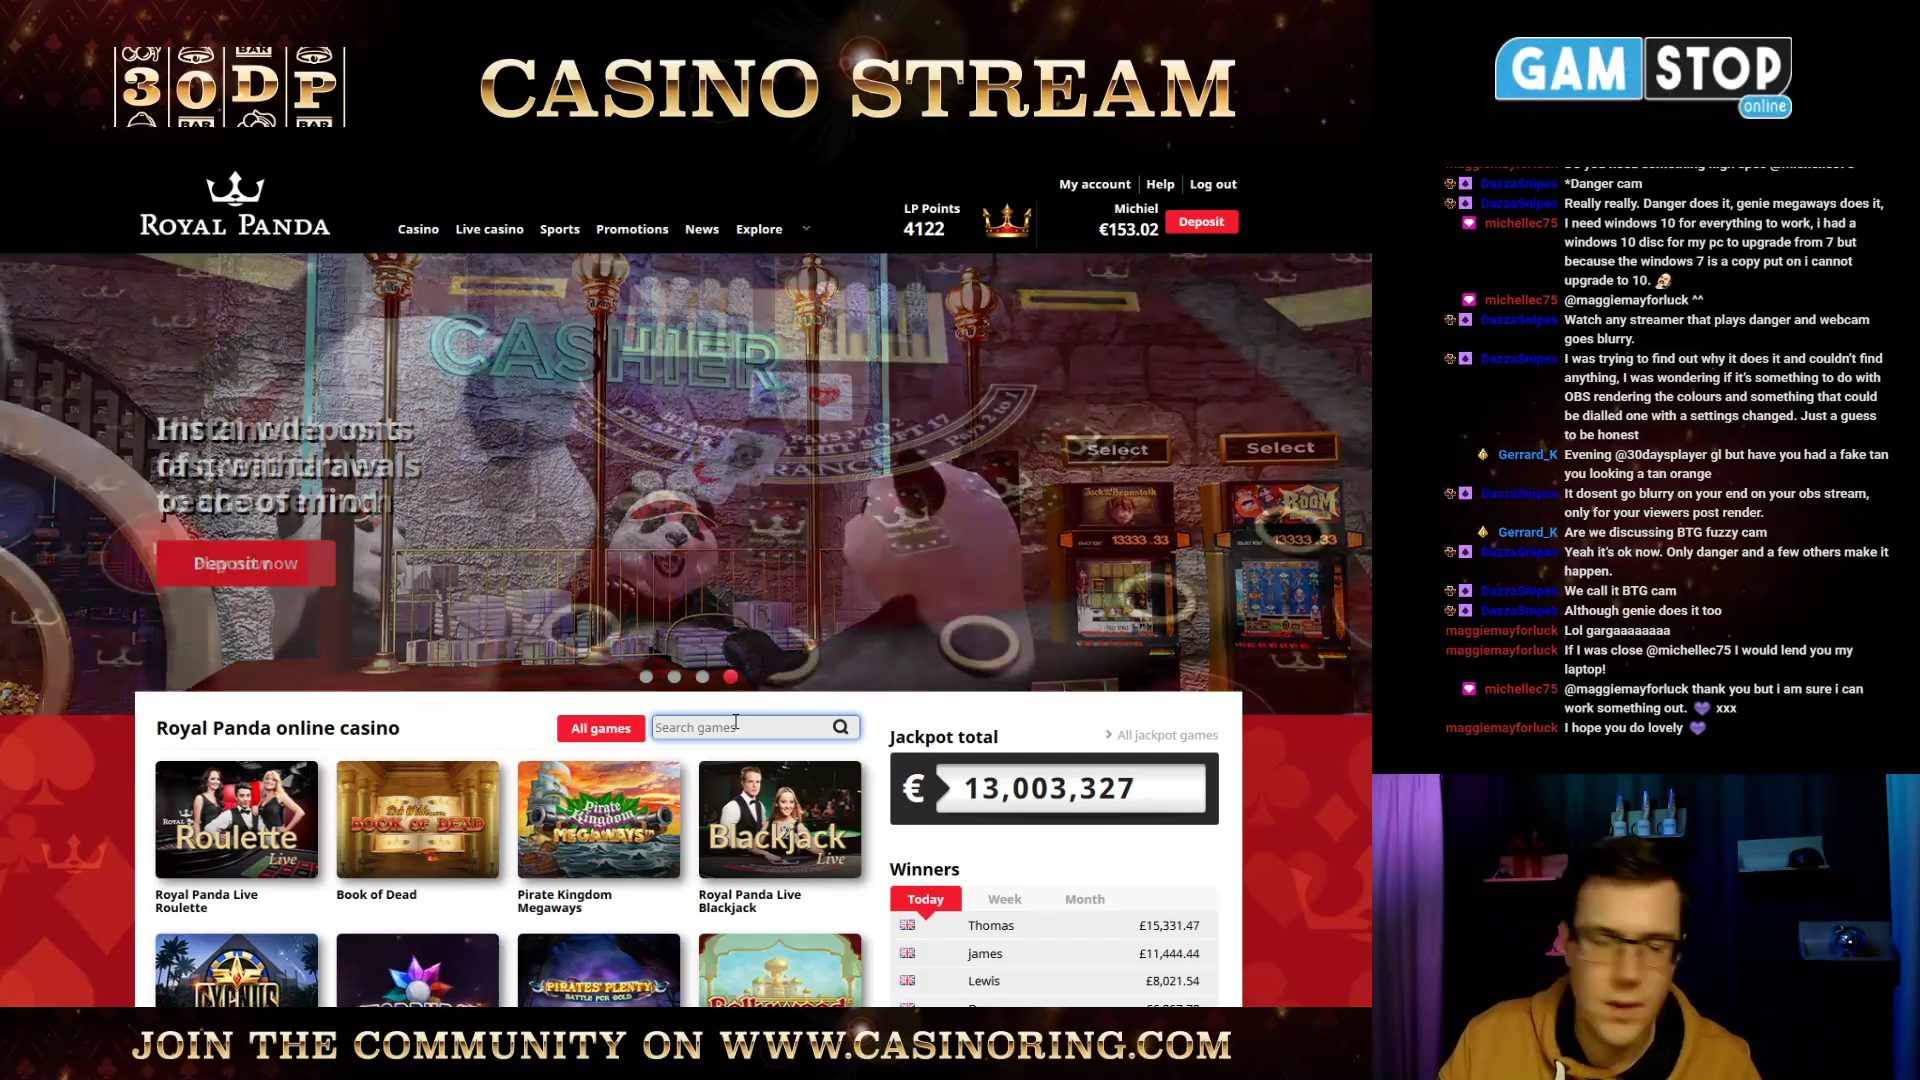 30DP
CASINO STREAM
GAMSTOP
online
ROYAL PANDA
Casino
Live casino
Sports
Promotions
News
Explore
My account
Help
Log out
LP Points
4122
Michiel
€153.02
Deposit
CASHIER
Select
Select
BOOM
13333.33
13333.33
Royal Panda online casino
All games
Search games
Roulette
Live
BOOK OF DEAD
Pirate
Kingdom
MEGAWAYS™
Blackjack
Live
Royal Panda Live
Roulette
Book of Dead
Pirate Kingdom
Megaways
Royal Panda Live
Blackjack
PIRATES' PLENTY
BATTLE FOR GOLD
Jackpot total
All jackpot games
€ 13,003,327
Winners
Today
Week
Month
Thomas £15,331.47
james £11,444.44
Lewis £8,021.54
JOIN THE COMMUNITY ON WWW.CASINORING.COM
DazzaSnipes *Danger cam
DazzaSnipes Really really. Danger does it, genie megaways does it,
michellec75 I need windows 10 for everything to work, i had a
windows 10 disc for my pc to upgrade from 7 but
because the windows 7 is a copy put on i cannot
upgrade to 10.
michellec75 @maggiemayforluck ^^
DazzaSnipes Watch any streamer that plays danger and webcam
goes blurry.
DazzaSnipes I was trying to find out why it does it and couldn't find
anything, I was wondering if it's something to do with
OBS rendering the colours and something that could
be dialled one with a settings changed. Just a guess
to be honest
Gerrard_K Evening @30daysplayer gl but have you had a fake tan
you looking a tan orange
DazzaSnipes It dosent go blurry on your end on your obs stream,
only for your viewers post render.
Gerrard_K Are we discussing BTG fuzzy cam
DazzaSnipes Yeah it's ok now. Only danger and a few others make it
happen.
DazzaSnipes We call it BTG cam
DazzaSnipes Although genie does it too
maggiemayforluck Lol gargaaaaaaa
maggiemayforluck If I was close @michellec75 I would lend you my
laptop!
michellec75 @maggiemayforluck thank you but i am sure i can
work something out. xxx
maggiemayforluck I hope you do lovely